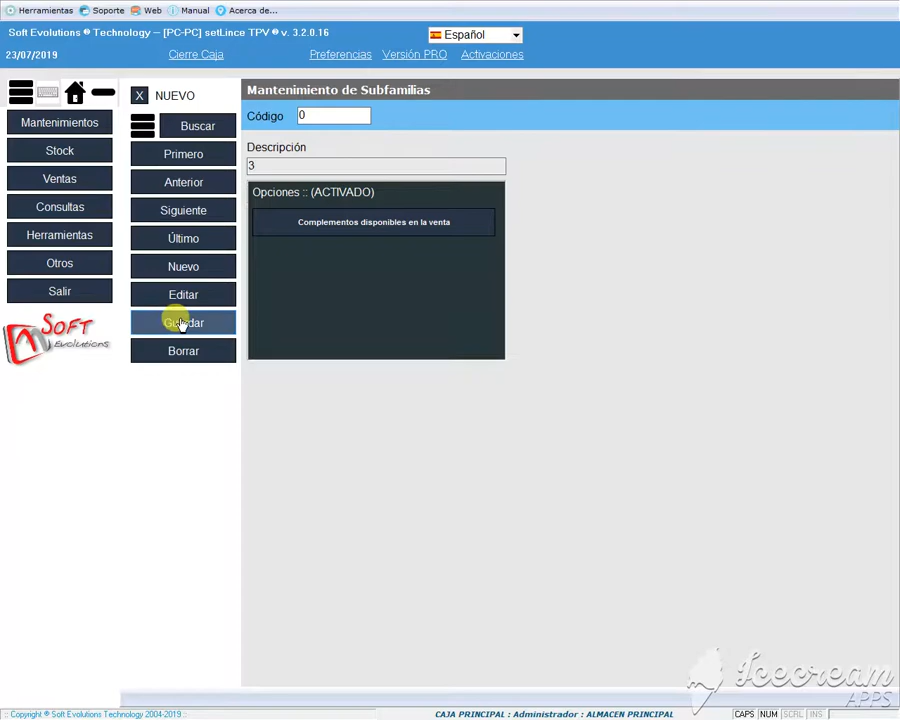 Herramientas Soporte Web Manual Acerca de...
Soft Evolutions ® Technology – [PC-PC] setLince TPV ® v. 3.2.0.16
Español
23/07/2019 Cierre Caja Preferencias Versión PRO Activaciones
X NUEVO
Mantenimientos
Stock
Ventas
Consultas
Herramientas
Otros
Salir
SOFT
Evolutions
Buscar
Primero
Anterior
Siguiente
Último
Nuevo
Editar
Guardar
Borrar
Mantenimiento de Subfamilias
Código 0
Descripción
3
Opciones :: (ACTIVADO)
Complementos disponibles en la venta
Icecream
APPS
:: Copyright ® Soft Evolutions Technology 2004-2019 :: CAJA PRINCIPAL : Administrador : ALMACEN PRINCIPAL CAPS NUM SCRL INS